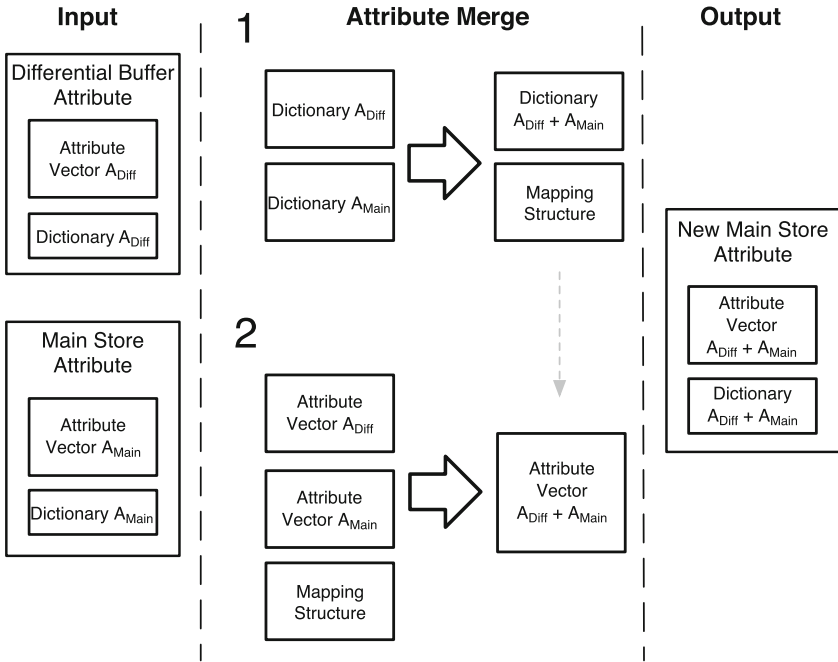 Input
Differential Buffer
Attribute
Attribute
Vector ADiff
Dictionary ADiff
Main Store
Attribute
Attribute
Vector AMain
Dictionary AMain
Attribute Merge
1
Dictionary ADiff
Dictionary AMain
Dictionary
ADiff + AMain
Mapping
Structure
2
Attribute
Vector ADiff
Attribute
Vector AMain
Mapping
Structure
Attribute
Vector
ADiff + AMain
Output
New Main Store
Attribute
Attribute
Vector
ADiff + AMain
Dictionary
ADiff + AMain